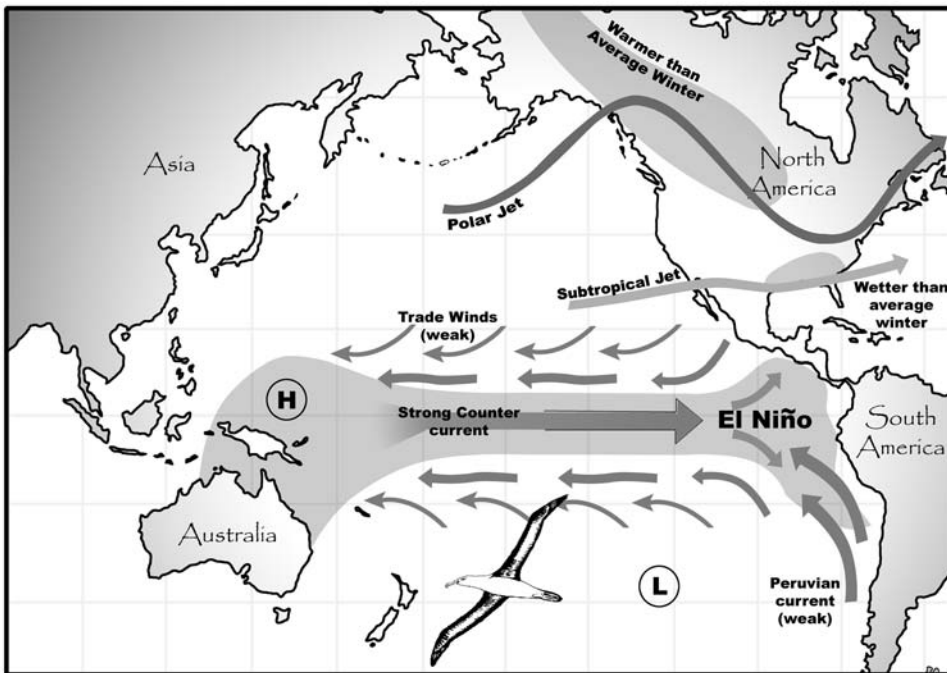 Warmer than
Average Winter
Asia
North
America
Polar Jet
Subtropical Jet
Wetter than
average
winter
Trade Winds
(weak)
H
Strong Counter
current
El Niño
South
America
Australia
L
Peruvian
current
(weak)